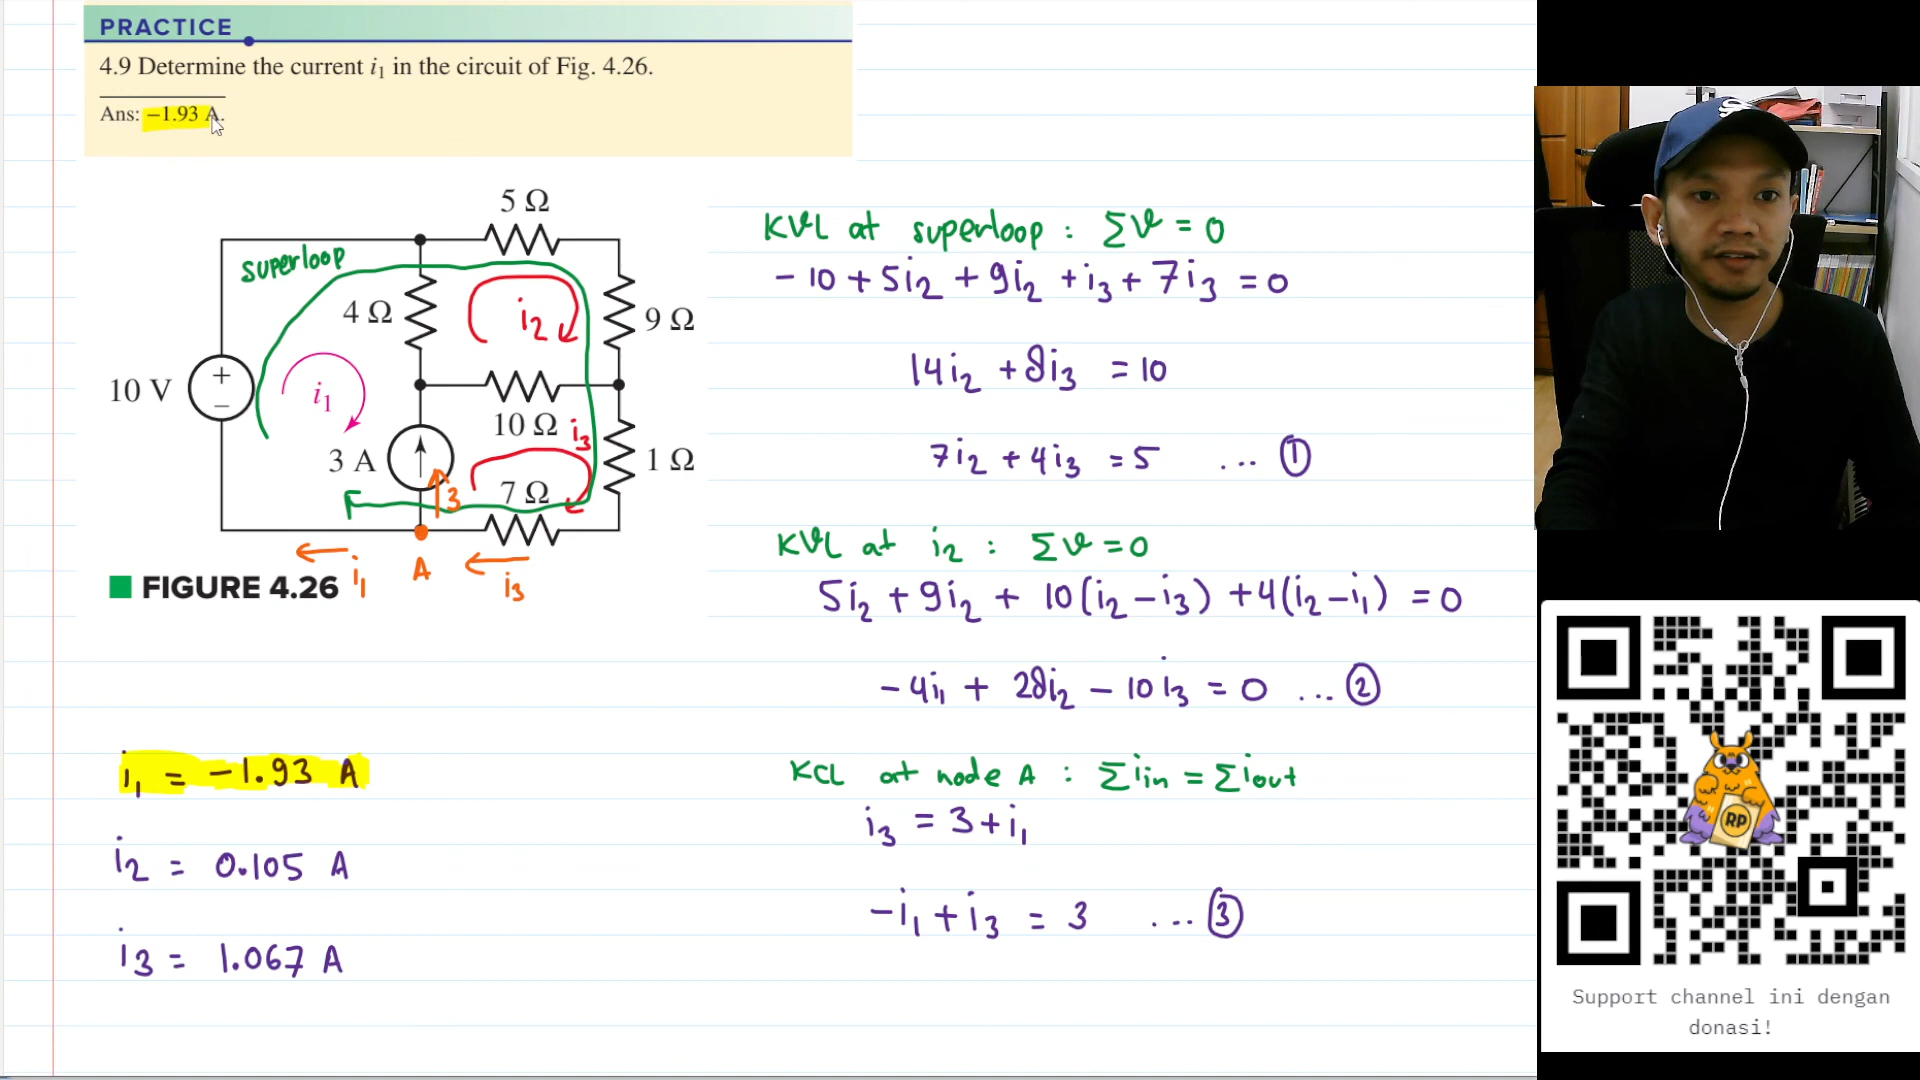 PRACTICE
4.9 Determine the current i₁ in the circuit of Fig. 4.26.
Ans: −1.93 A.
5 Ω
superloop
4 Ω
i₂
9 Ω
10 V
+
−
i₁
10 Ω
i₃
3 A
1 Ω
3
7 Ω
i₁
A
i₃
FIGURE 4.26
i₁ = −1.93 A
i₂ = 0.105 A
i₃ = 1.067 A
KVL at superloop : Σv = 0
−10 + 5i₂ + 9i₂ + i₃ + 7i₃ = 0
14i₂ + 8i₃ = 10
7i₂ + 4i₃ = 5 ... ①
KVL at i₂ : Σv = 0
5i₂ + 9i₂ + 10(i₂ − i₃) + 4(i₂ − i₁) = 0
−4i₁ + 28i₂ − 10i₃ = 0 ... ②
KCL at node A : Σiin = Σiout
i₃ = 3 + i₁
−i₁ + i₃ = 3 ... ③
RP
Support channel ini dengan
donasi!